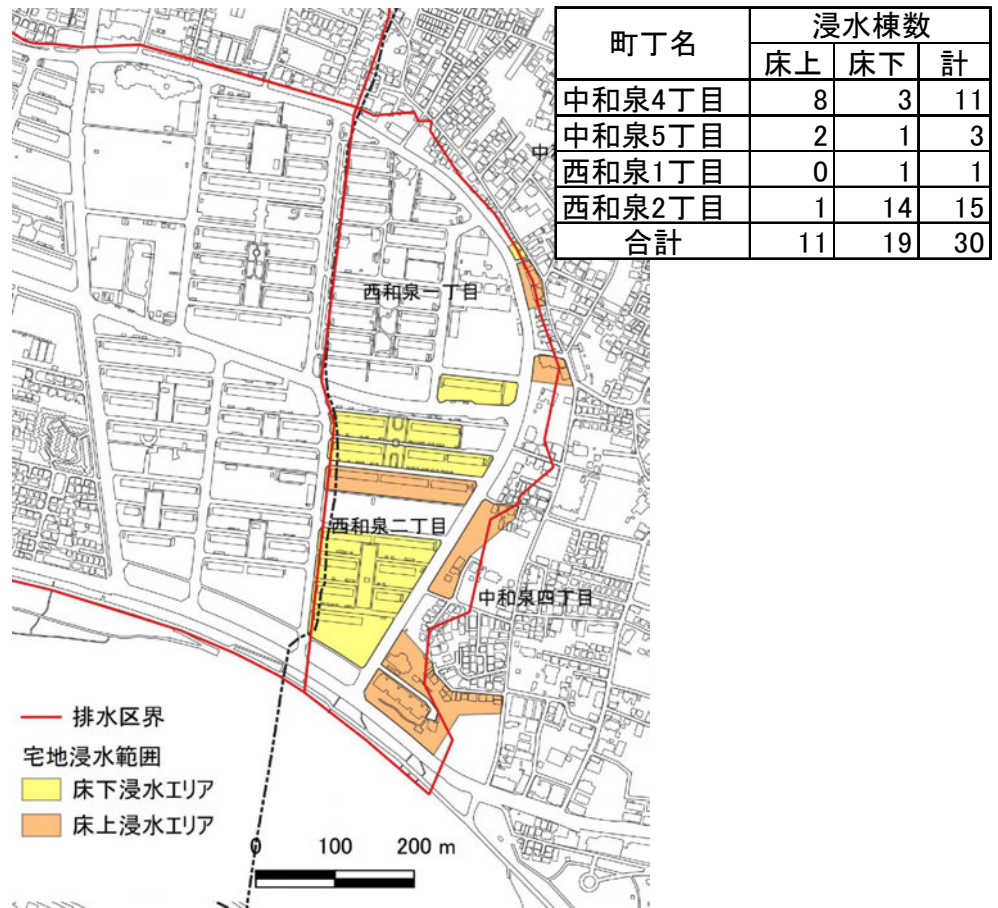 町丁名 浸水棟数
床上 床下 計
中和泉4丁目 8 3 11
中和泉5丁目 2 1 3
西和泉1丁目 0 1 1
西和泉2丁目 1 14 15
合計 11 19 30
中
西和泉一丁目
西和泉二丁目
中和泉四丁目
排水区界
宅地浸水範囲
床下浸水エリア
床上浸水エリア
0 100 200 m